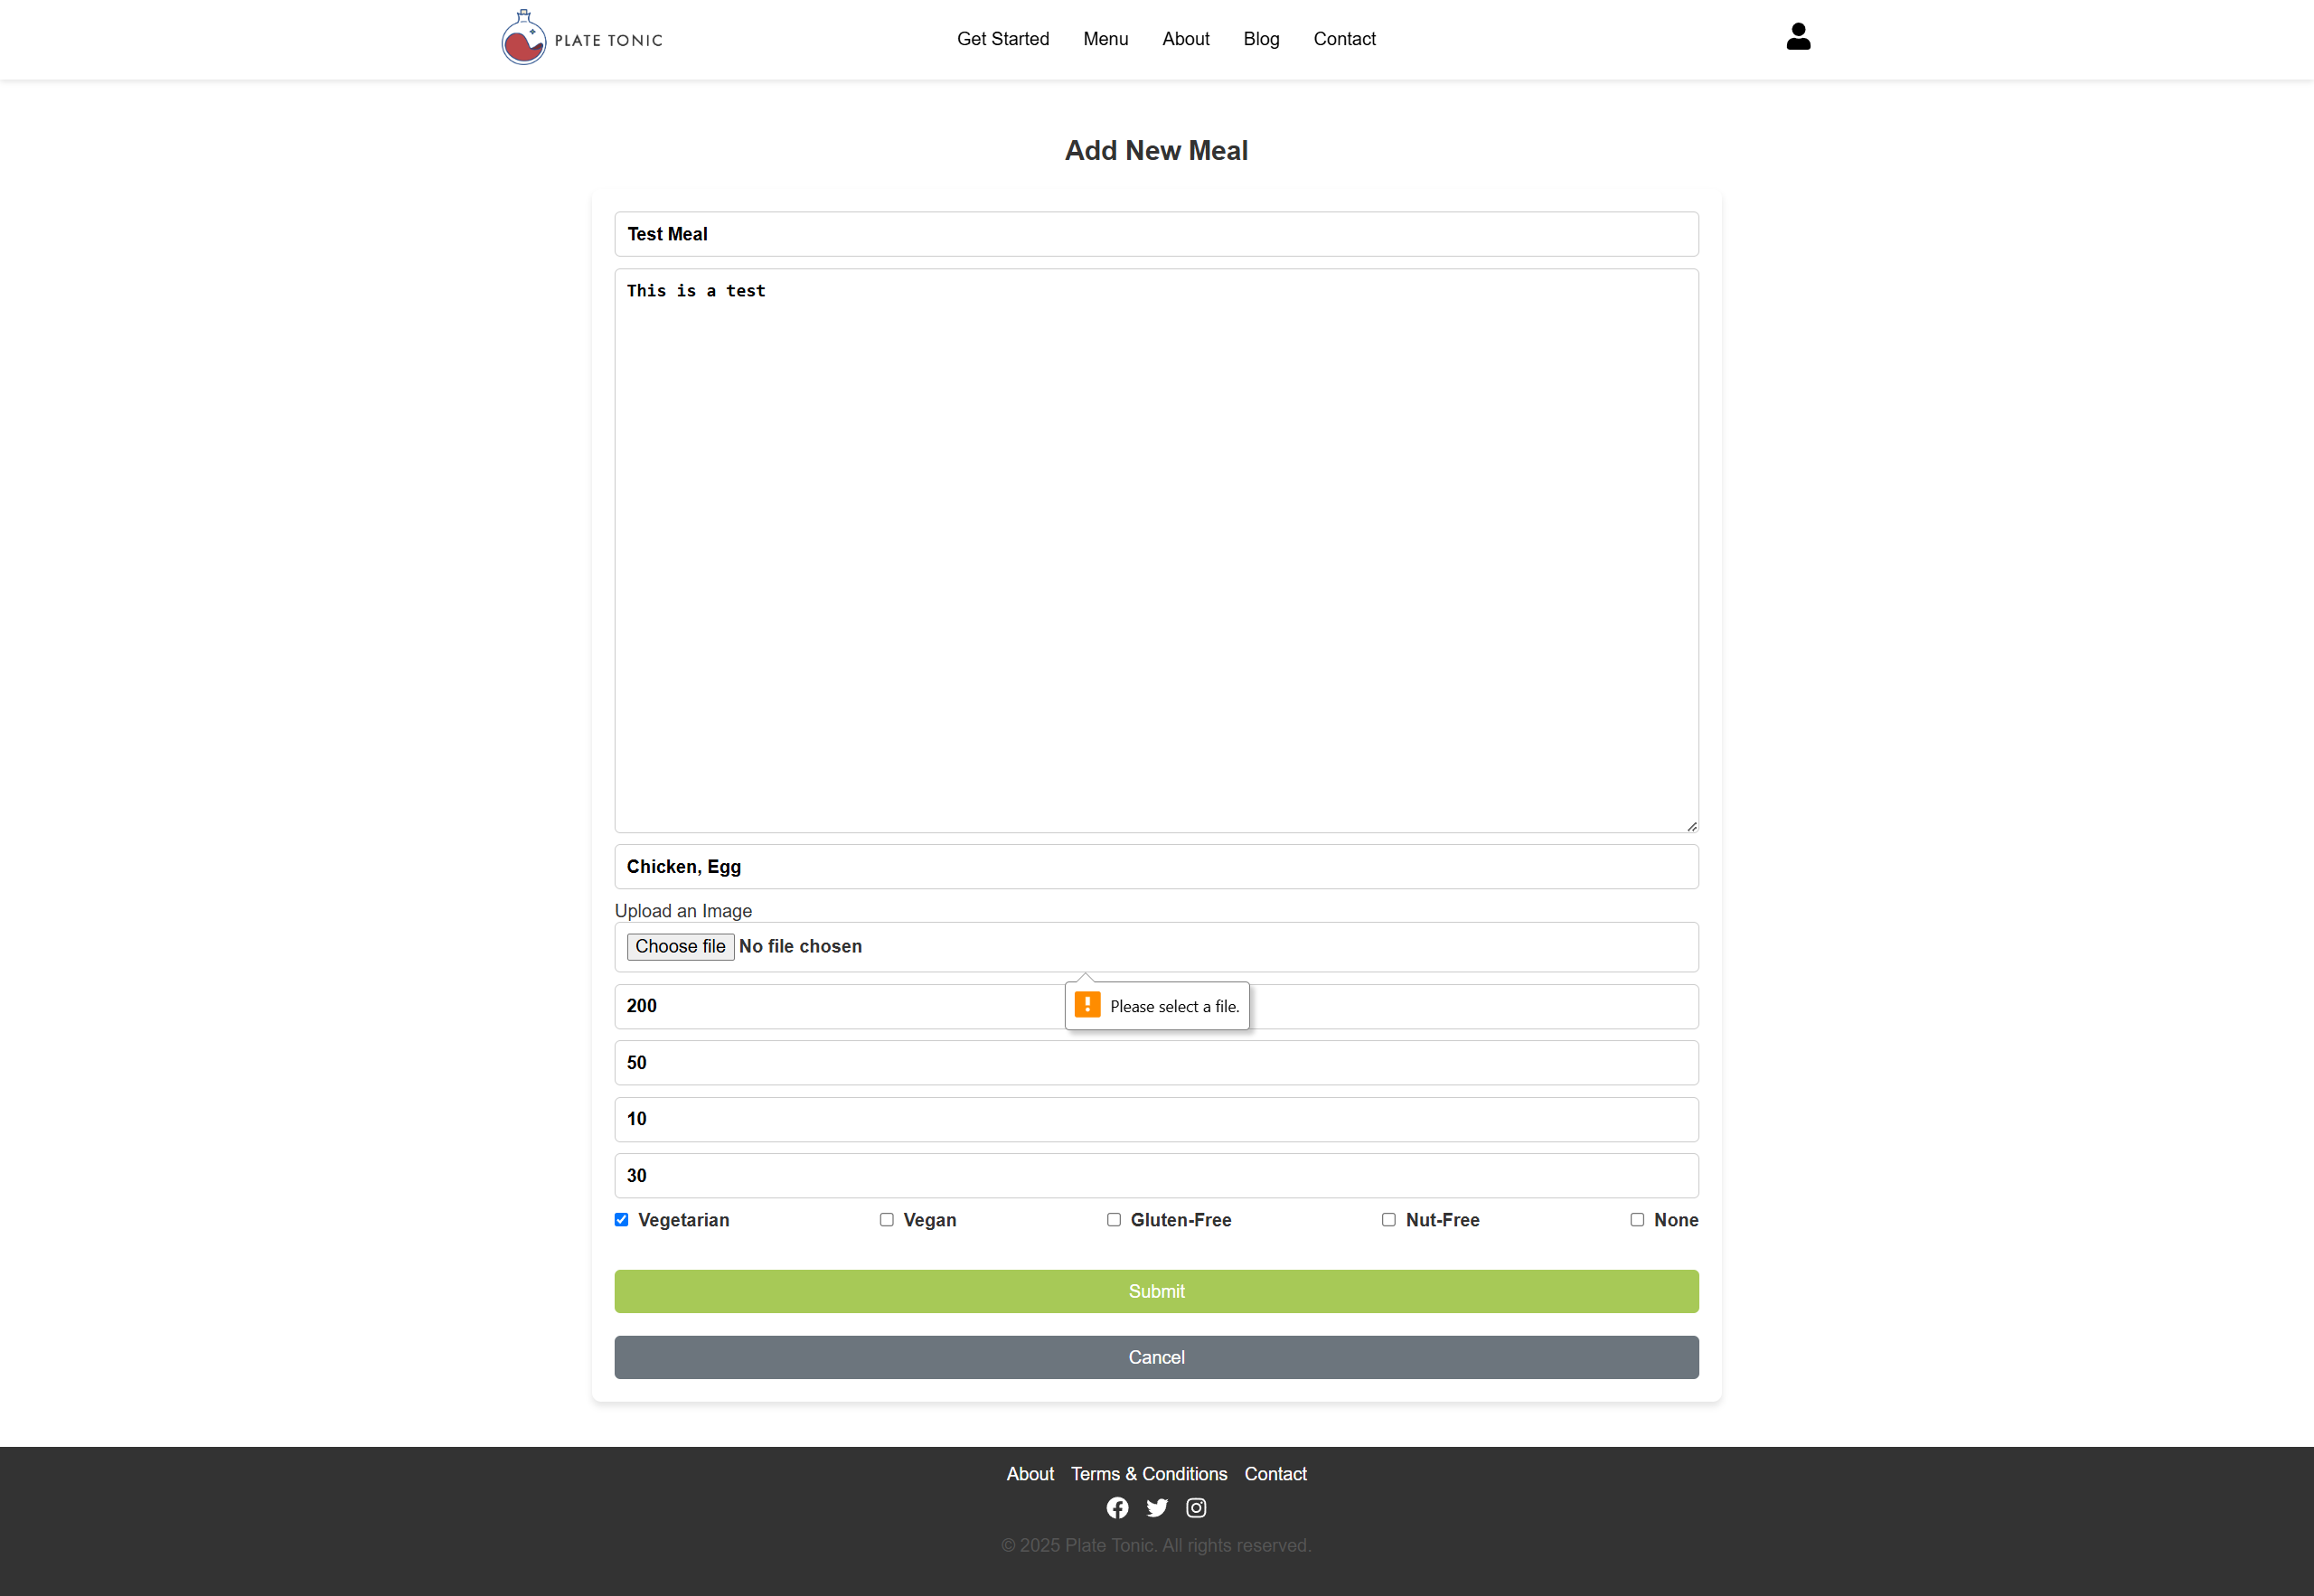 PLATE TONIC
Get Started Menu About Blog Contact
Add New Meal
Test Meal
This is a test
Chicken, Egg
Upload an Image
Choose file No file chosen
Please select a file.
200
50
10
30
Vegetarian Vegan Gluten-Free Nut-Free None
Submit
Cancel
About Terms & Conditions Contact
© 2025 Plate Tonic. All rights reserved.